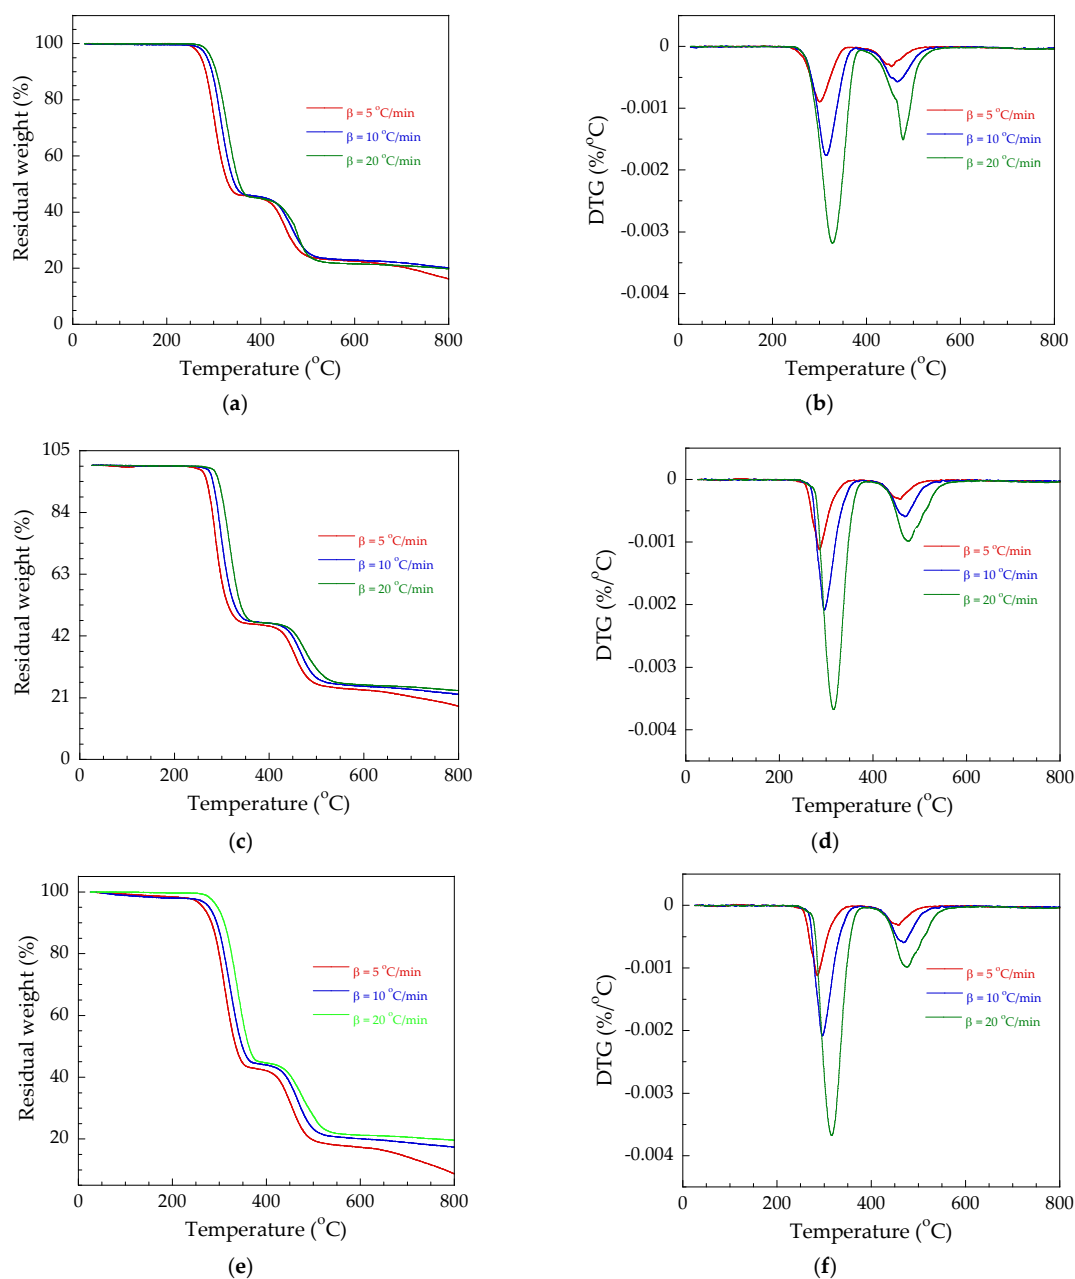 100
80
60
40
20
0
Residual weight (%)
β = 5 °C/min
β = 10 °C/min
β = 20 °C/min
0 200 400 600 800
Temperature (°C)
(a)
0
-0.001
-0.002
-0.003
-0.004
DTG (%/°C)
β = 5 °C/min
β = 10 °C/min
β = 20 °C/min
0 200 400 600 800
Temperature (°C)
(b)
105
84
63
42
21
0
Residual weight (%)
β = 5 °C/min
β = 10 °C/min
β = 20 °C/min
0 200 400 600 800
Temperature (°C)
(c)
0
-0.001
-0.002
-0.003
-0.004
DTG (%/°C)
β = 5 °C/min
β = 10 °C/min
β = 20 °C/min
0 200 400 600 800
Temperature (°C)
(d)
100
80
60
40
20
Residual weight (%)
β = 5 °C/min
β = 10 °C/min
β = 20 °C/min
0 200 400 600 800
Temperature (°C)
(e)
0
-0.001
-0.002
-0.003
-0.004
DTG (%/°C)
β = 5 °C/min
β = 10 °C/min
β = 20 °C/min
0 200 400 600 800
Temperature (°C)
(f)